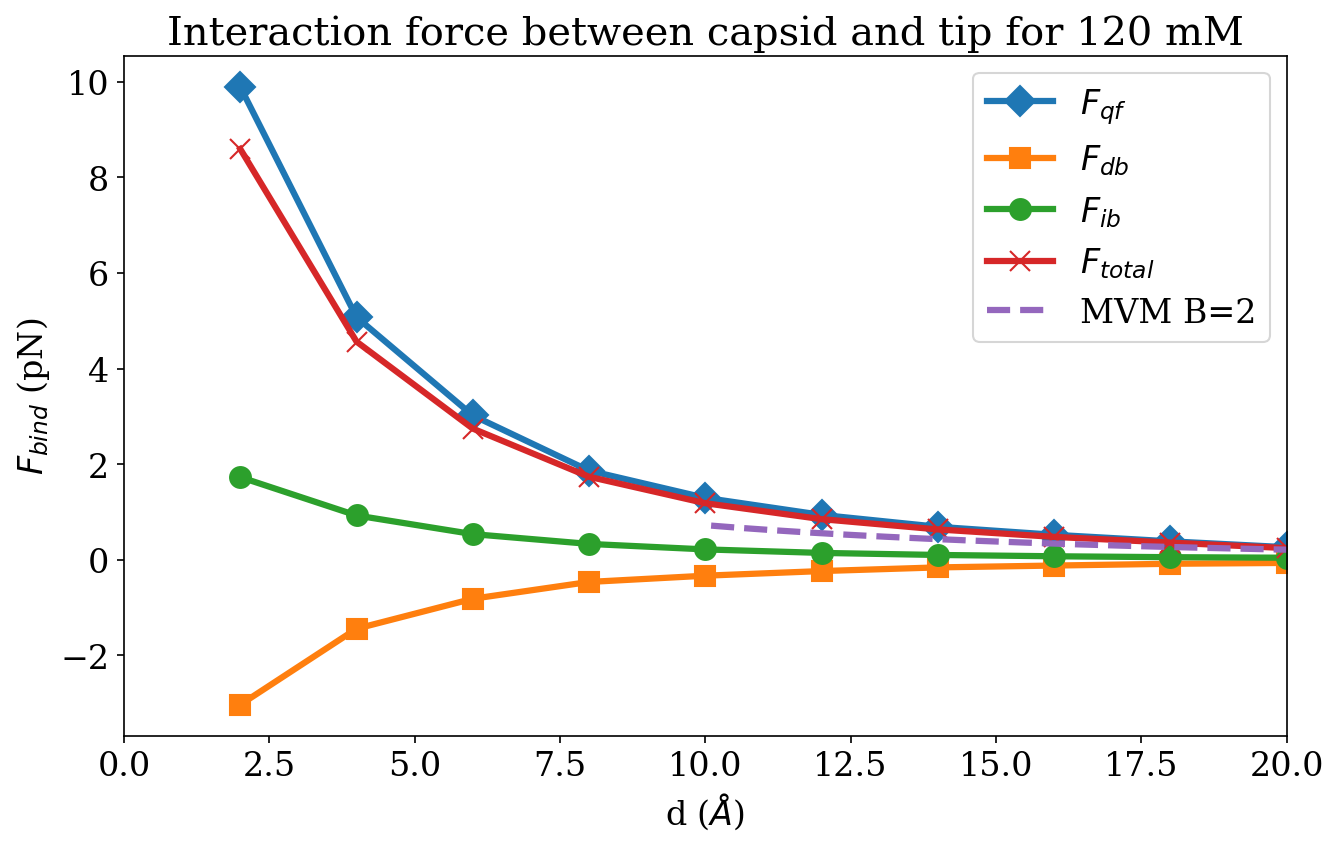 Interaction force between capsid and tip for 120 mM
10
8
6
4
2
0
−2
F_bind (pN)
F_qf
F_db
F_ib
F_total
MVM B=2
0.0 2.5 5.0 7.5 10.0 12.5 15.0 17.5 20.0
d (Å)